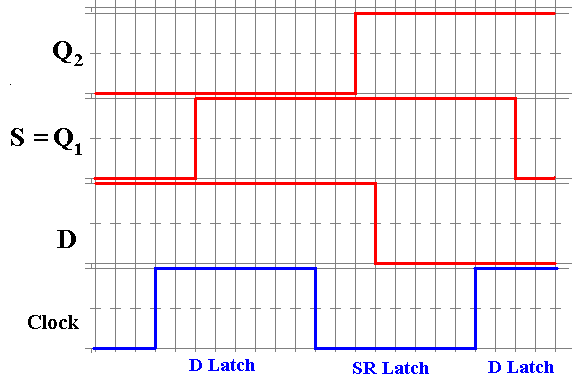 Q2
S = Q1
D
Clock
D Latch
SR Latch
D Latch